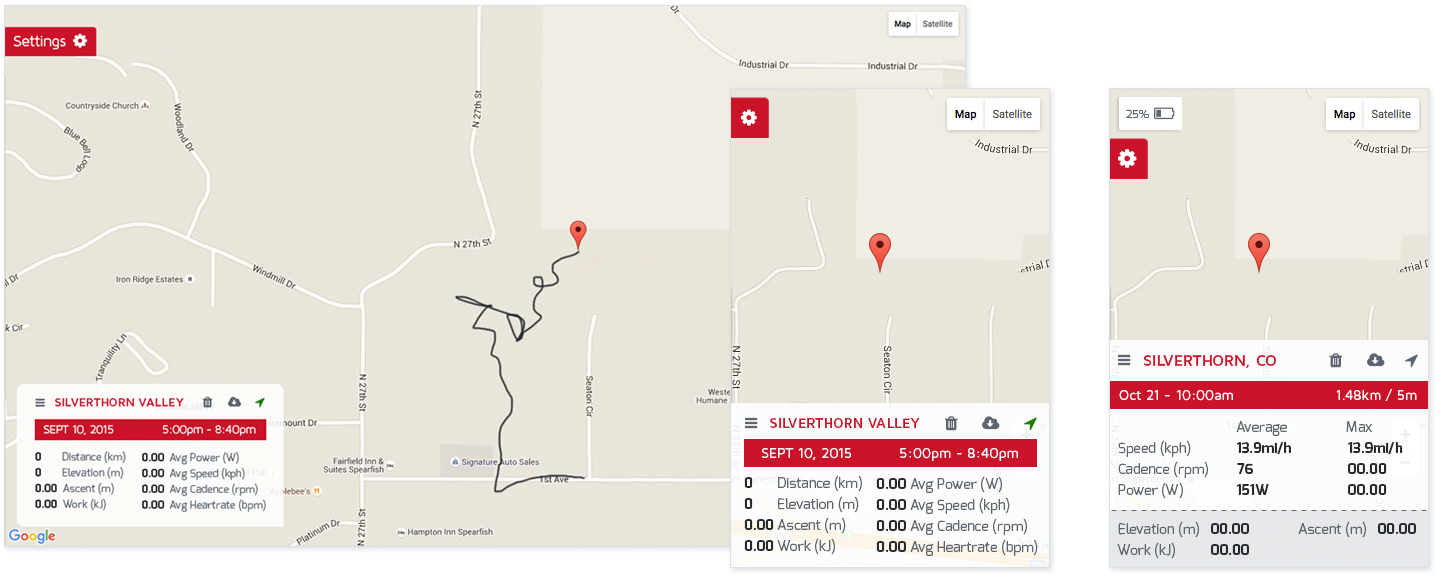 Settings
Map Satellite
Industrial Dr Industrial Dr
Countryside Church
Woodland Dr
Blue Bell Loop
N 27th St
N 27th St
Iron Ridge Estates
Windmill Dr
Tranquility Ln
N 27th St
Seaton Cir
Fairfield Inn &
Suites Spearfish
Signature Auto Sales
1st Ave
Hampton Inn Spearfish
Platinum Dr
N 27th St
Weste
Humane
Applebee's
Google
SILVERTHORN VALLEY
SEPT 10, 2015 5:00pm - 8:40pm
0 Distance (km) 0.00 Avg Power (W)
0 Elevation (m) 0.00 Avg Speed (kph)
0.00 Ascent (m) 0.00 Avg Cadence (rpm)
0.00 Work (kJ) 0.00 Avg Heartrate (bpm)
Map Satellite
Industrial Dr
N 27th St
Seaton Cir
SILVERTHORN VALLEY
SEPT 10, 2015 5:00pm - 8:40pm
0 Distance (km) 0.00 Avg Power (W)
0 Elevation (m) 0.00 Avg Speed (kph)
0.00 Ascent (m) 0.00 Avg Cadence (rpm)
0.00 Work (kJ) 0.00 Avg Heartrate (bpm)
25%
Map Satellite
Industrial Dr
SILVERTHORN, CO
Oct 21 - 10:00am 1.48km / 5m
Average Max
Speed (kph) 13.9ml/h 13.9ml/h
Cadence (rpm) 76 00.00
Power (W) 151W 00.00
Elevation (m) 00.00 Ascent (m) 00.00
Work (kJ) 00.00